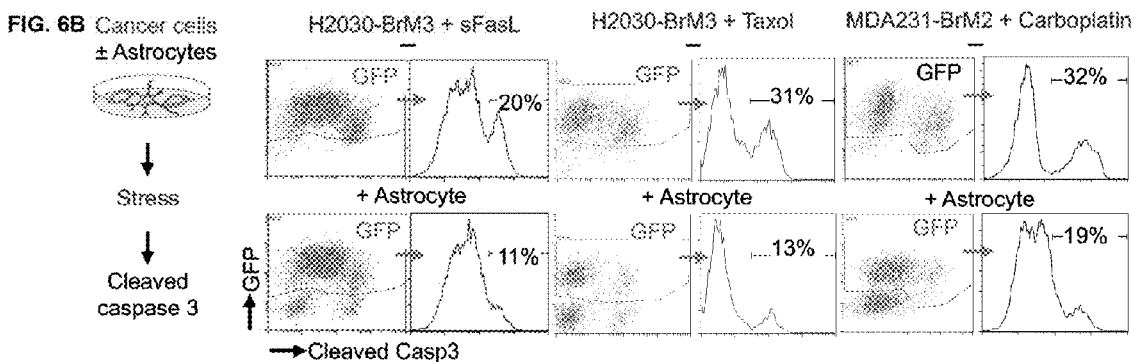 FIG. 6B Cancer cells
± Astrocytes
Stress
Cleaved
caspase 3
H2030-BrM3 + sFasL
H2030-BrM3 + Taxol
MDA231-BrM2 + Carboplatin
GFP
20%
GFP
31%
GFP
32%
+ Astrocyte
+ Astrocyte
+ Astrocyte
GFP
11%
GFP
13%
GFP
19%
GFP
Cleaved Casp3